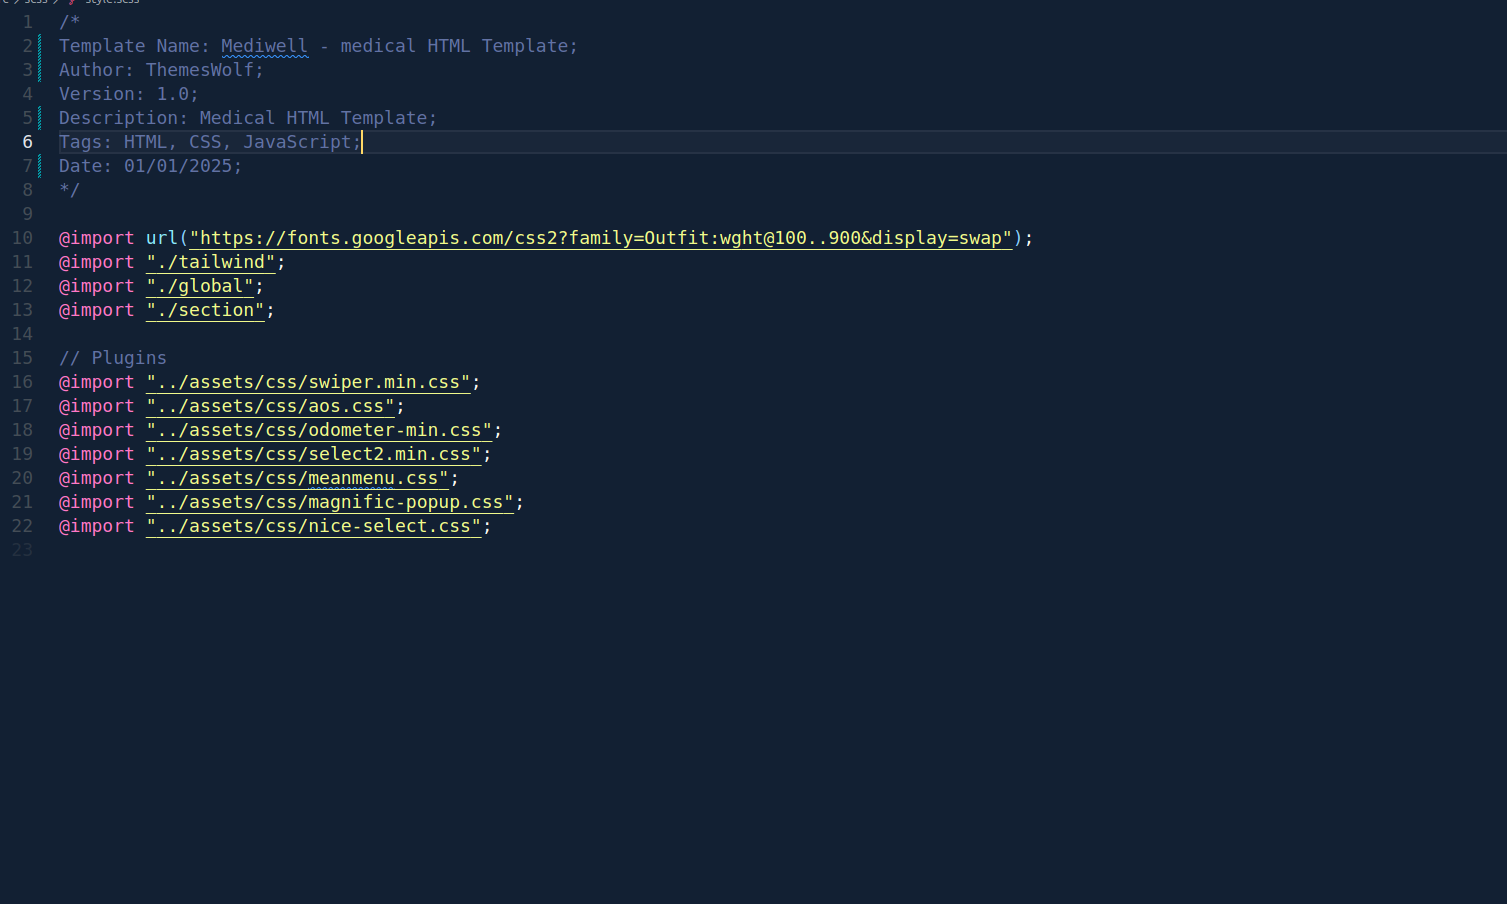 scss > style.scss
1 /*
2 Template Name: Mediwell - medical HTML Template;
3 Author: ThemesWolf;
4 Version: 1.0;
5 Description: Medical HTML Template;
6 Tags: HTML, CSS, JavaScript;
7 Date: 01/01/2025;
8 */
9
10 @import url("https://fonts.googleapis.com/css2?family=Outfit:wght@100..900&display=swap");
11 @import "./tailwind";
12 @import "./global";
13 @import "./section";
14
15 // Plugins
16 @import "../assets/css/swiper.min.css";
17 @import "../assets/css/aos.css";
18 @import "../assets/css/odometer-min.css";
19 @import "../assets/css/select2.min.css";
20 @import "../assets/css/meanmenu.css";
21 @import "../assets/css/magnific-popup.css";
22 @import "../assets/css/nice-select.css";
23